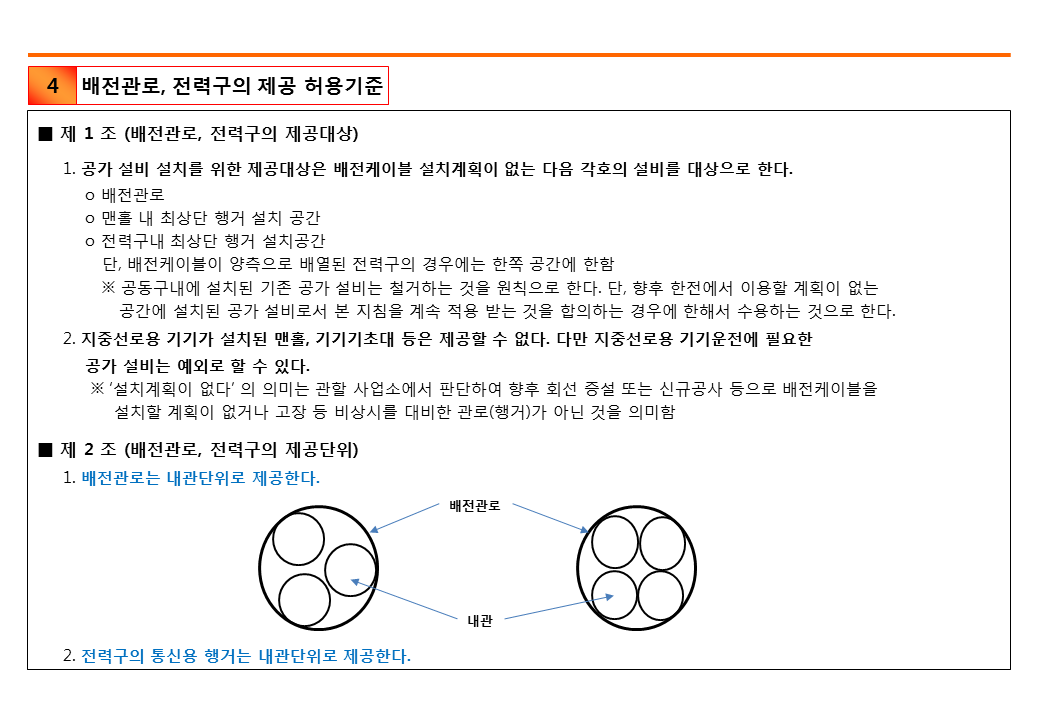 4 배전관로, 전력구의 제공 허용기준
■ 제 1 조 (배전관로, 전력구의 제공대상)
1. 공가 설비 설치를 위한 제공대상은 배전케이블 설치계획이 없는 다음 각호의 설비를 대상으로 한다.
o 배전관로
o 맨홀 내 최상단 행거 설치 공간
o 전력구내 최상단 행거 설치공간
단, 배전케이블이 양측으로 배열된 전력구의 경우에는 한쪽 공간에 한함
※ 공동구내에 설치된 기존 공가 설비는 철거하는 것을 원칙으로 한다. 단, 향후 한전에서 이용할 계획이 없는
공간에 설치된 공가 설비로서 본 지침을 계속 적용 받는 것을 합의하는 경우에 한해서 수용하는 것으로 한다.
2. 지중선로용 기기가 설치된 맨홀, 기기기초대 등은 제공할 수 없다. 다만 지중선로용 기기운전에 필요한
공가 설비는 예외로 할 수 있다.
※ ‘설치계획이 없다’ 의 의미는 관할 사업소에서 판단하여 향후 회선 증설 또는 신규공사 등으로 배전케이블을
설치할 계획이 없거나 고장 등 비상시를 대비한 관로(행거)가 아닌 것을 의미함
■ 제 2 조 (배전관로, 전력구의 제공단위)
1. 배전관로는 내관단위로 제공한다.
배전관로
내관
2. 전력구의 통신용 행거는 내관단위로 제공한다.